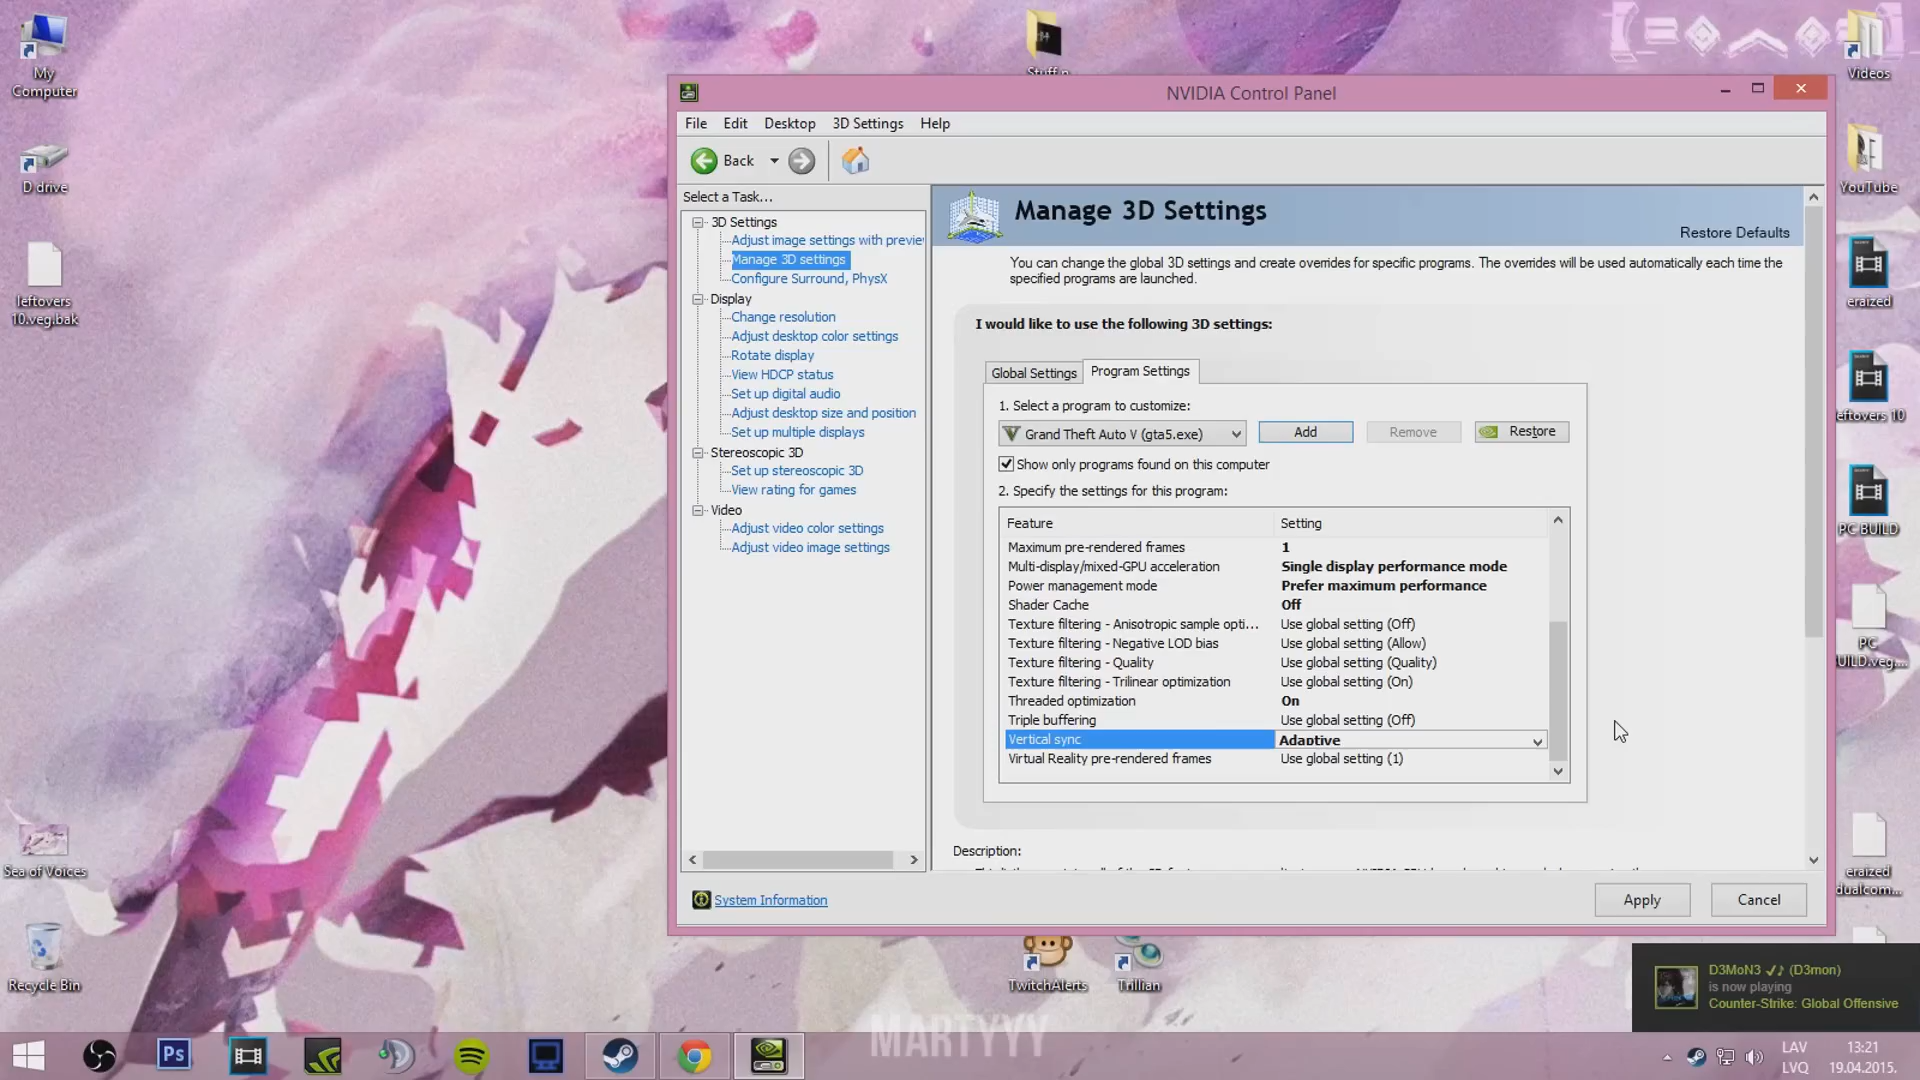 My
Computer
D drive
leftovers
10.veg.bak
Sea of Voices
Recycle Bin
Stuff.n
Videos
YouTube
eraized
leftovers 10
PC BUILD
PC
eraized
dualcom...
NVIDIA Control Panel
File Edit Desktop 3D Settings Help
Back
Select a Task...
3D Settings
Adjust image settings with previe
Manage 3D settings
Configure Surround, PhysX
Display
Change resolution
Adjust desktop color settings
Rotate display
View HDCP status
Set up digital audio
Adjust desktop size and position
Set up multiple displays
Stereoscopic 3D
Set up stereoscopic 3D
View rating for games
Video
Adjust video color settings
Adjust video image settings
System Information
Manage 3D Settings
Restore Defaults
You can change the global 3D settings and create overrides for specific programs. The overrides will be used automatically each time the
specified programs are launched.
I would like to use the following 3D settings:
Global Settings Program Settings
1. Select a program to customize:
Grand Theft Auto V (gta5.exe) Add Remove Restore
Show only programs found on this computer
2. Specify the settings for this program:
Feature Setting
Maximum pre-rendered frames 1
Multi-display/mixed-GPU acceleration Single display performance mode
Power management mode Prefer maximum performance
Shader Cache Off
Texture filtering - Anisotropic sample opti... Use global setting (Off)
Texture filtering - Negative LOD bias Use global setting (Allow)
Texture filtering - Quality Use global setting (Quality)
Texture filtering - Trilinear optimization Use global setting (On)
Threaded optimization On
Triple buffering Use global setting (Off)
Vertical sync Adaptive
Virtual Reality pre-rendered frames Use global setting (1)
Description:
Apply Cancel
TwitchAlerts
Trillian
MARTYYY
D3MoN3 ✓♪ (D3mon)
is now playing
Counter-Strike: Global Offensive
Ps
LAV
LVQ
13:21
19.04.2015.